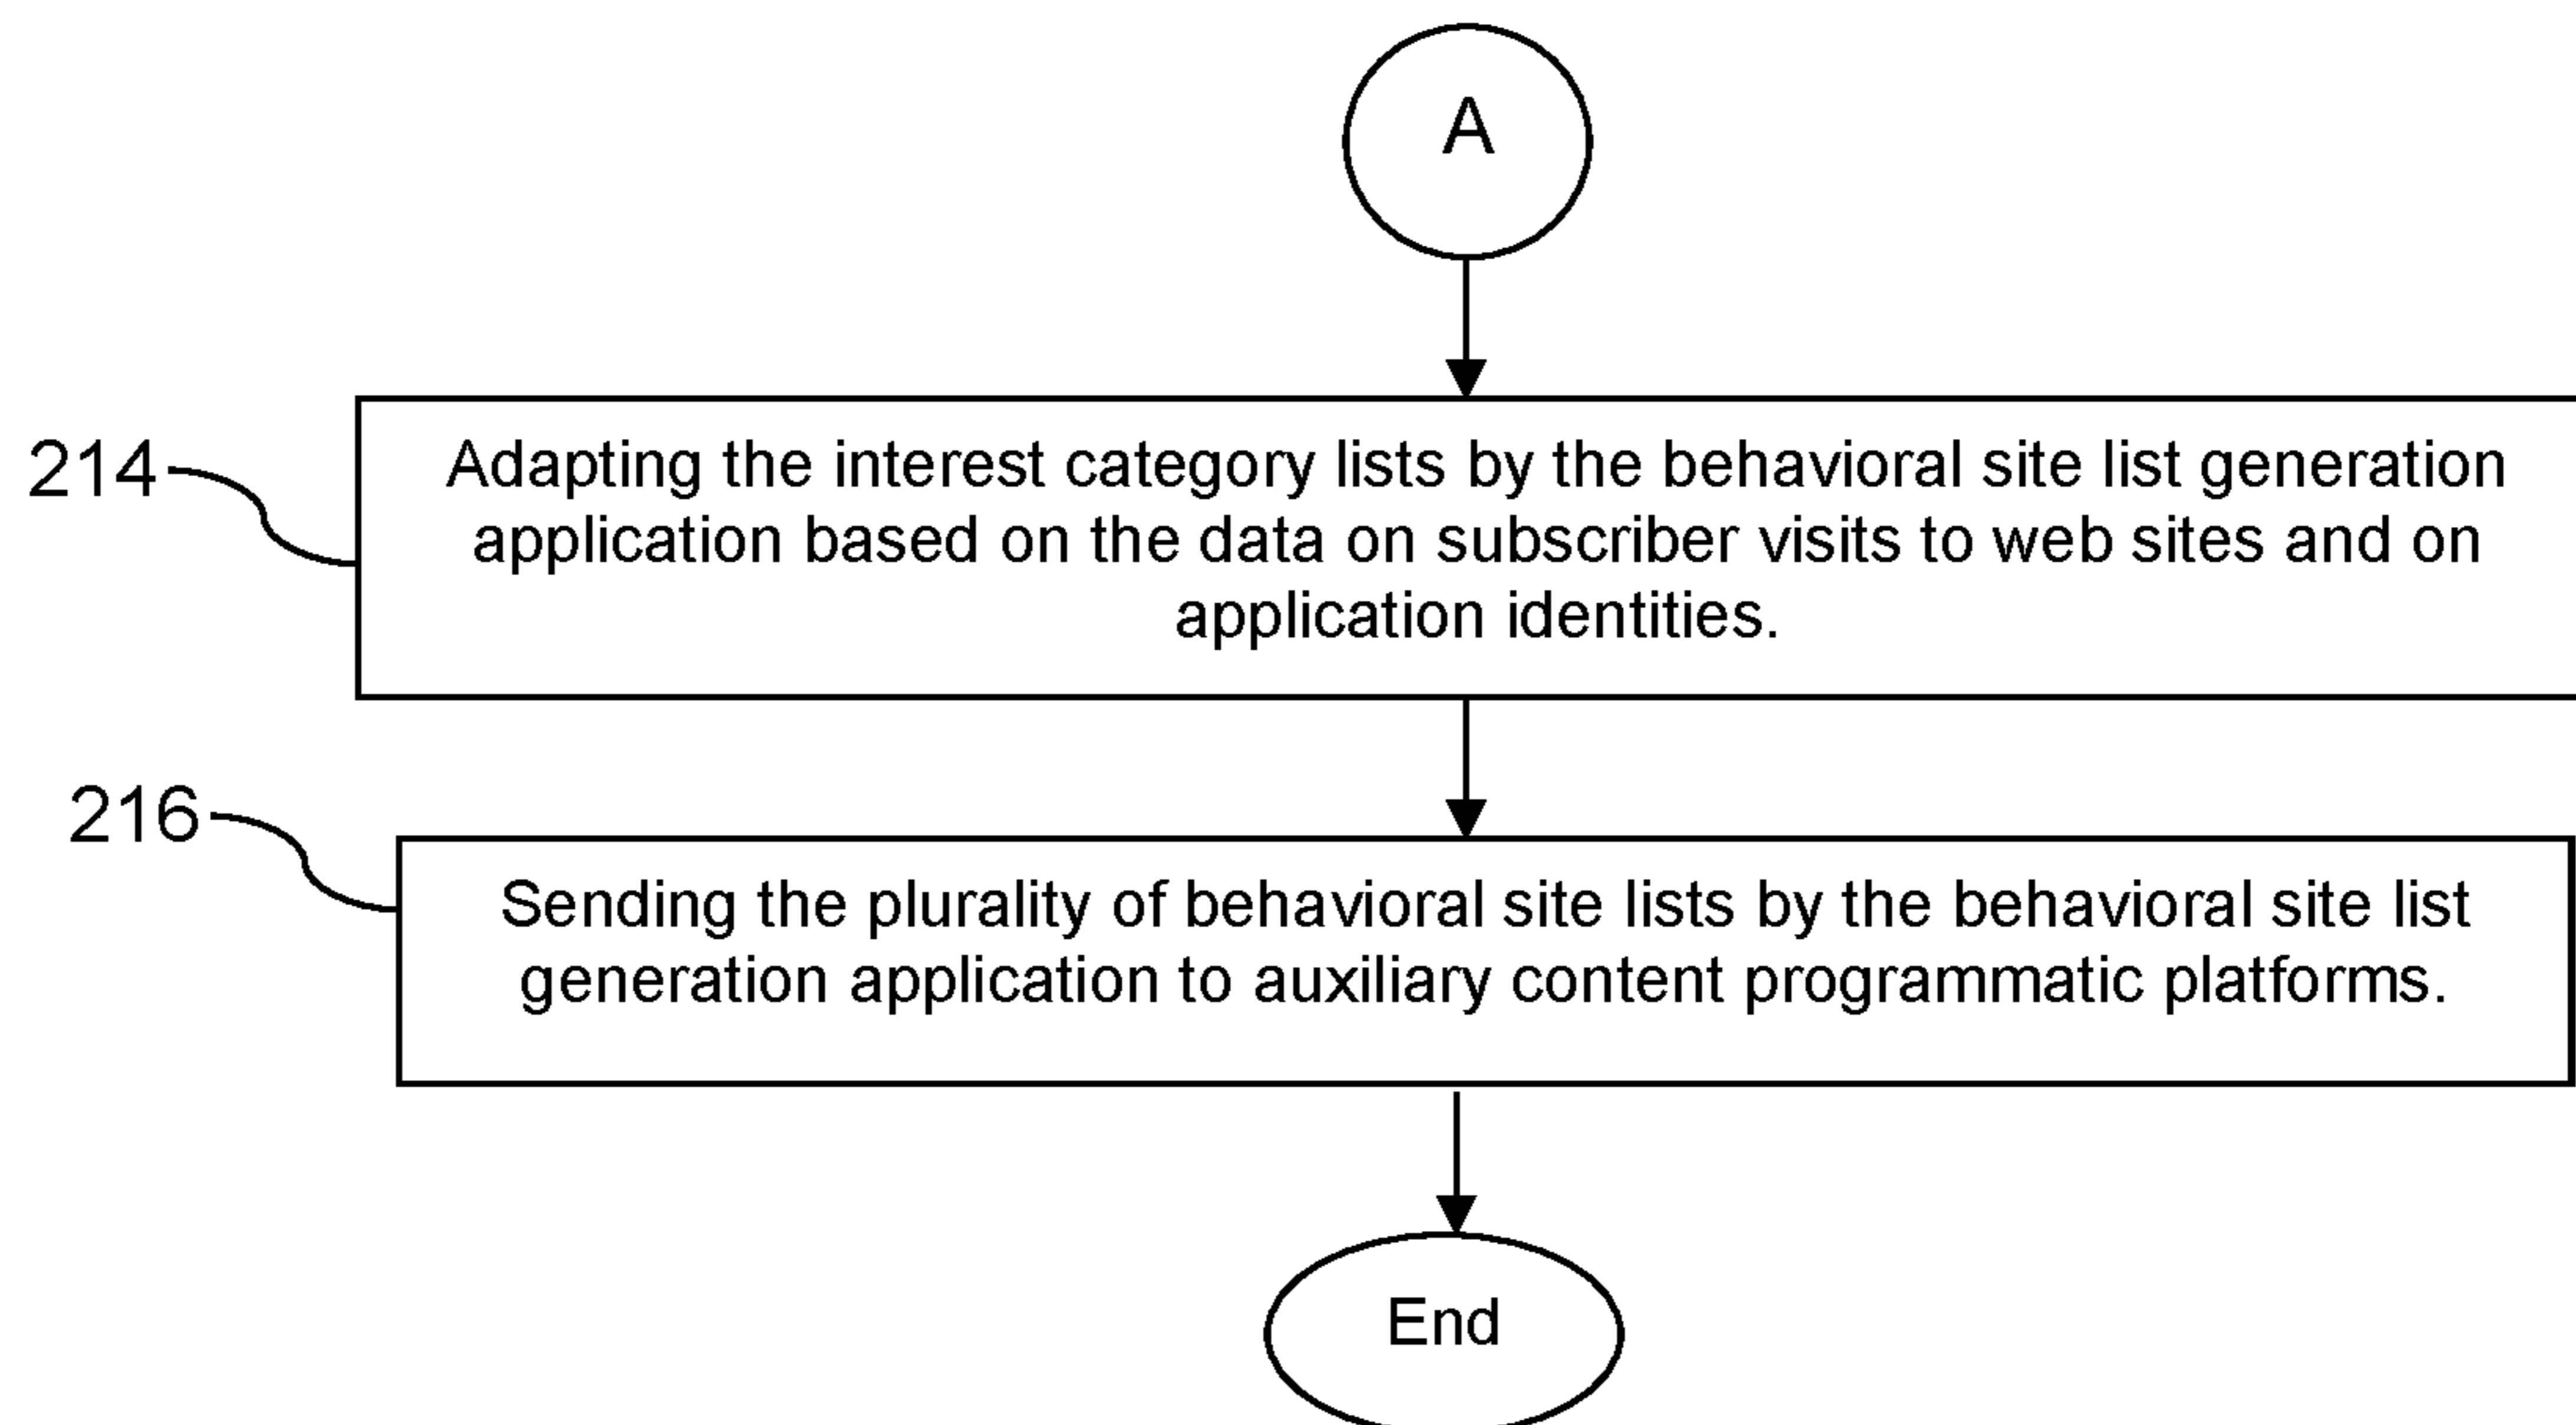 A
214
Adapting the interest category lists by the behavioral site list generation
application based on the data on subscriber visits to web sites and on
application identities.
216
Sending the plurality of behavioral site lists by the behavioral site list
generation application to auxiliary content programmatic platforms.
End